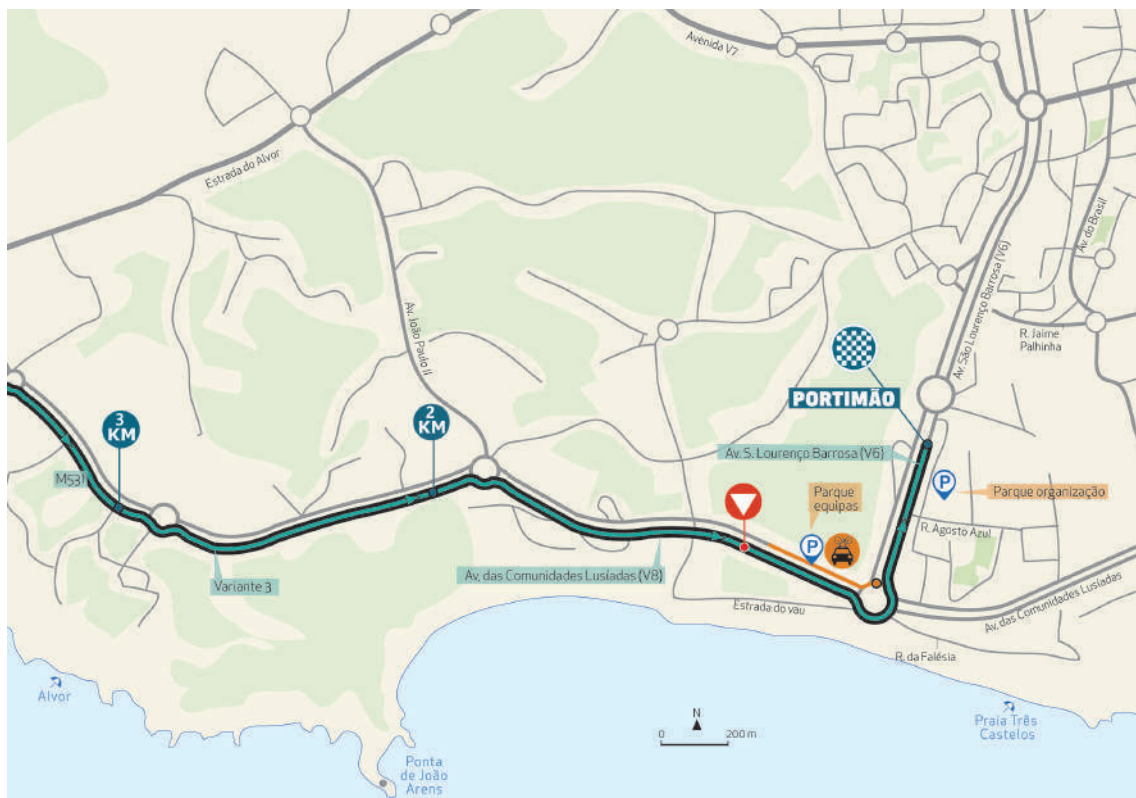 Avenida V7
Estrada do Alvor
Av. do Brasil
Av. São Lourenço Barrosa (V6)
R. Jaime
Palhinha
Av. João Paulo II
PORTIMÃO
3
KM
2
KM
Av. S. Lourenço Barrosa (V6)
M531
Parque
equipas
P
P
Parque organização
R. Agosto Azul
Variante 3
Av. das Comunidades Lusíadas (V8)
Estrada do vau
Av. das Comunidades Lusíadas
R. da Falésia
Alvor
N
0
200 m
Praia Três
Castelos
Ponta
de João
Arens